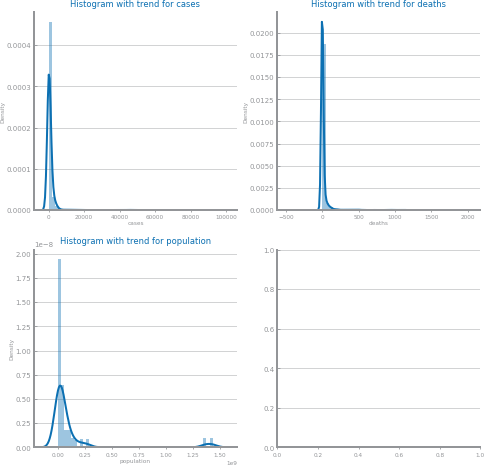 Histogram with trend for cases
0.0004
0.0003
0.0002
0.0001
0.0000
Density
0 20000 40000 60000 80000 100000
cases
Histogram with trend for deaths
0.0200
0.0175
0.0150
0.0125
0.0100
0.0075
0.0050
0.0025
0.0000
Density
-500 0 500 1000 1500 2000
deaths
Histogram with trend for population
1e−8
2.00
1.75
1.50
1.25
1.00
0.75
0.50
0.25
0.00
Density
0.00 0.25 0.50 0.75 1.00 1.25 1.50
population
1e9
1.0
0.8
0.6
0.4
0.2
0.0
0.0 0.2 0.4 0.6 0.8 1.0